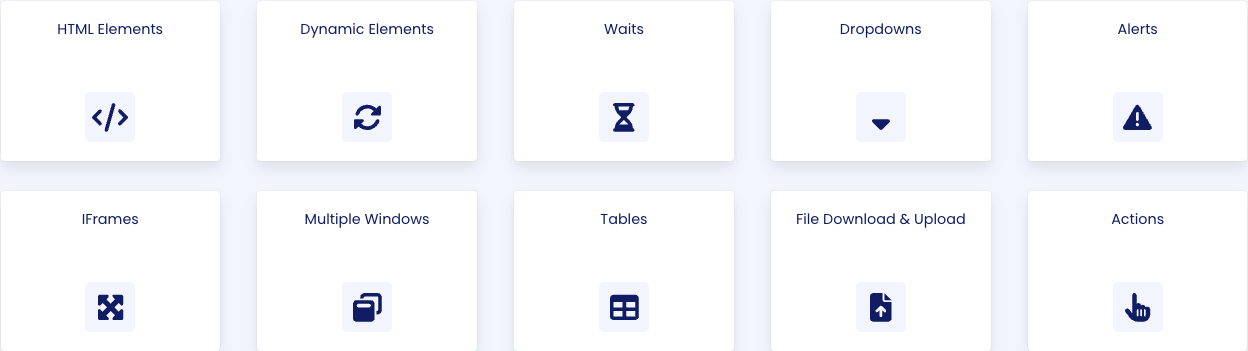 HTML Elements
Dynamic Elements
Waits
Dropdowns
Alerts
IFrames
Multiple Windows
Tables
File Download & Upload
Actions